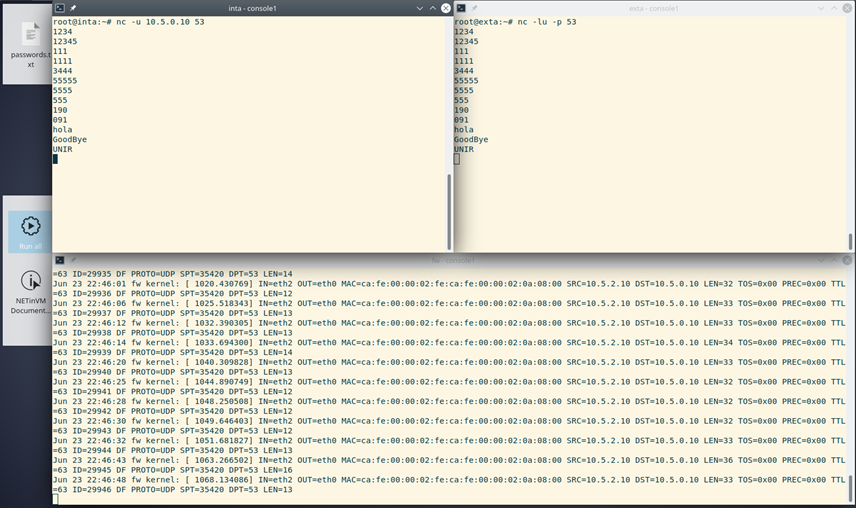 passwords.t
xt
Run all
NETinVM
Document...
inta - console1
root@inta:~# nc -u 10.5.0.10 53
1234
12345
111
1111
3444
55555
5555
555
190
091
hola
GoodBye
UNIR
exta - console1
root@exta:~# nc -lu -p 53
1234
12345
111
1111
3444
55555
5555
555
190
091
hola
GoodBye
UNIR
fw - console1
=63 ID=29935 DF PROTO=UDP SPT=35420 DPT=53 LEN=14
Jun 23 22:46:01 fw kernel: [ 1020.430769] IN=eth2 OUT=eth0 MAC=ca:fe:00:00:02:fe:ca:fe:00:00:02:0a:08:00 SRC=10.5.2.10 DST=10.5.0.10 LEN=32 TOS=0x00 PREC=0x00 TTL
=63 ID=29936 DF PROTO=UDP SPT=35420 DPT=53 LEN=12
Jun 23 22:46:06 fw kernel: [ 1025.518343] IN=eth2 OUT=eth0 MAC=ca:fe:00:00:02:fe:ca:fe:00:00:02:0a:08:00 SRC=10.5.2.10 DST=10.5.0.10 LEN=33 TOS=0x00 PREC=0x00 TTL
=63 ID=29937 DF PROTO=UDP SPT=35420 DPT=53 LEN=13
Jun 23 22:46:12 fw kernel: [ 1032.390305] IN=eth2 OUT=eth0 MAC=ca:fe:00:00:02:fe:ca:fe:00:00:02:0a:08:00 SRC=10.5.2.10 DST=10.5.0.10 LEN=33 TOS=0x00 PREC=0x00 TTL
=63 ID=29938 DF PROTO=UDP SPT=35420 DPT=53 LEN=13
Jun 23 22:46:14 fw kernel: [ 1033.694300] IN=eth2 OUT=eth0 MAC=ca:fe:00:00:02:fe:ca:fe:00:00:02:0a:08:00 SRC=10.5.2.10 DST=10.5.0.10 LEN=34 TOS=0x00 PREC=0x00 TTL
=63 ID=29939 DF PROTO=UDP SPT=35420 DPT=53 LEN=14
Jun 23 22:46:20 fw kernel: [ 1040.309828] IN=eth2 OUT=eth0 MAC=ca:fe:00:00:02:fe:ca:fe:00:00:02:0a:08:00 SRC=10.5.2.10 DST=10.5.0.10 LEN=33 TOS=0x00 PREC=0x00 TTL
=63 ID=29940 DF PROTO=UDP SPT=35420 DPT=53 LEN=13
Jun 23 22:46:25 fw kernel: [ 1044.890749] IN=eth2 OUT=eth0 MAC=ca:fe:00:00:02:fe:ca:fe:00:00:02:0a:08:00 SRC=10.5.2.10 DST=10.5.0.10 LEN=32 TOS=0x00 PREC=0x00 TTL
=63 ID=29941 DF PROTO=UDP SPT=35420 DPT=53 LEN=12
Jun 23 22:46:28 fw kernel: [ 1048.250508] IN=eth2 OUT=eth0 MAC=ca:fe:00:00:02:fe:ca:fe:00:00:02:0a:08:00 SRC=10.5.2.10 DST=10.5.0.10 LEN=32 TOS=0x00 PREC=0x00 TTL
=63 ID=29942 DF PROTO=UDP SPT=35420 DPT=53 LEN=12
Jun 23 22:46:30 fw kernel: [ 1049.646403] IN=eth2 OUT=eth0 MAC=ca:fe:00:00:02:fe:ca:fe:00:00:02:0a:08:00 SRC=10.5.2.10 DST=10.5.0.10 LEN=32 TOS=0x00 PREC=0x00 TTL
=63 ID=29943 DF PROTO=UDP SPT=35420 DPT=53 LEN=12
Jun 23 22:46:32 fw kernel: [ 1051.681827] IN=eth2 OUT=eth0 MAC=ca:fe:00:00:02:fe:ca:fe:00:00:02:0a:08:00 SRC=10.5.2.10 DST=10.5.0.10 LEN=33 TOS=0x00 PREC=0x00 TTL
=63 ID=29944 DF PROTO=UDP SPT=35420 DPT=53 LEN=13
Jun 23 22:46:43 fw kernel: [ 1063.266502] IN=eth2 OUT=eth0 MAC=ca:fe:00:00:02:fe:ca:fe:00:00:02:0a:08:00 SRC=10.5.2.10 DST=10.5.0.10 LEN=36 TOS=0x00 PREC=0x00 TTL
=63 ID=29945 DF PROTO=UDP SPT=35420 DPT=53 LEN=16
Jun 23 22:46:48 fw kernel: [ 1068.134086] IN=eth2 OUT=eth0 MAC=ca:fe:00:00:02:fe:ca:fe:00:00:02:0a:08:00 SRC=10.5.2.10 DST=10.5.0.10 LEN=33 TOS=0x00 PREC=0x00 TTL
=63 ID=29946 DF PROTO=UDP SPT=35420 DPT=53 LEN=13